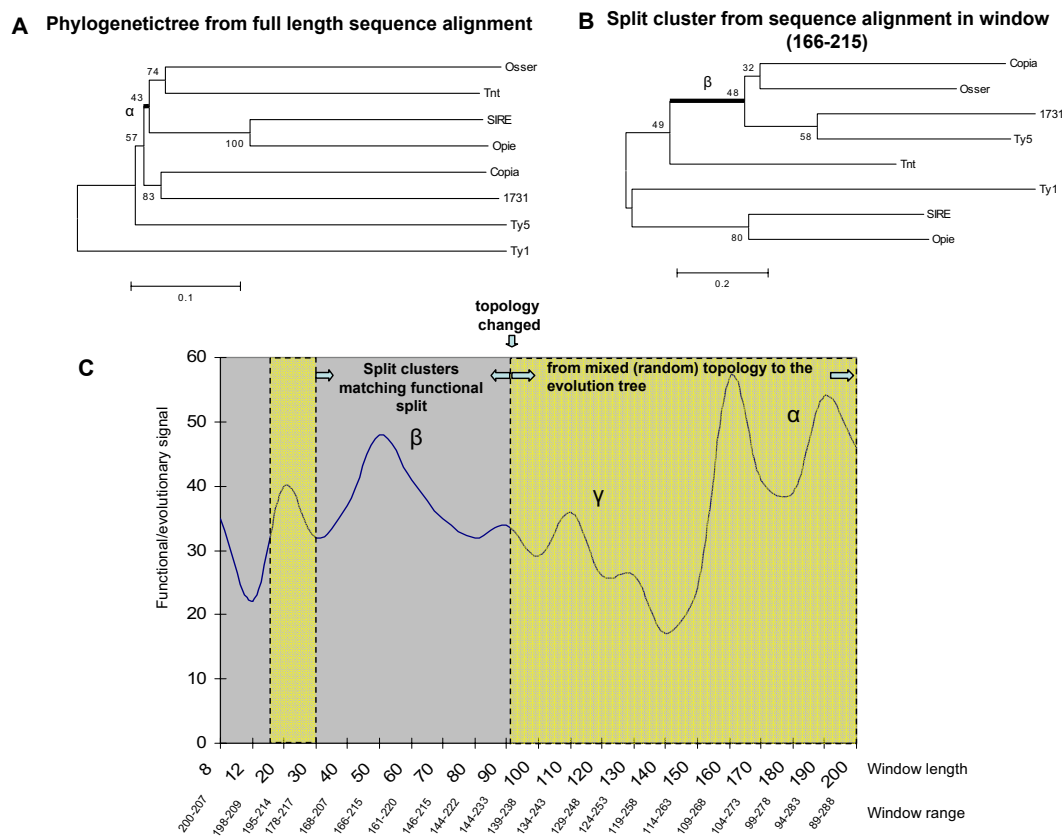 A Phylogenetictree from full length sequence alignment
74
Osser
Tnt
43
α
SIRE
100
Opie
57
Copia
83
1731
Ty5
Ty1
0.1
B Split cluster from sequence alignment in window
(166-215)
32
Copia
β
48
Osser
1731
49
58
Ty5
Tnt
Ty1
SIRE
80
Opie
0.2
topology
changed
C
Split clusters
matching functional
split
from mixed (random) topology to the
evolution tree
β
γ
α
Functional/evolutionary signal
60
50
40
30
20
10
0
8 12 20 30 40 50 60 70 80 90 100 110 120 130 140 150 160 170 180 190 200
Window length
200-207 198-209 195-214 178-217 168-207 166-215 161-220 146-215 144-222 144-233 139-238 134-243 129-248 124-253 119-258 114-263 109-268 104-273 99-278 94-283 89-288
Window range